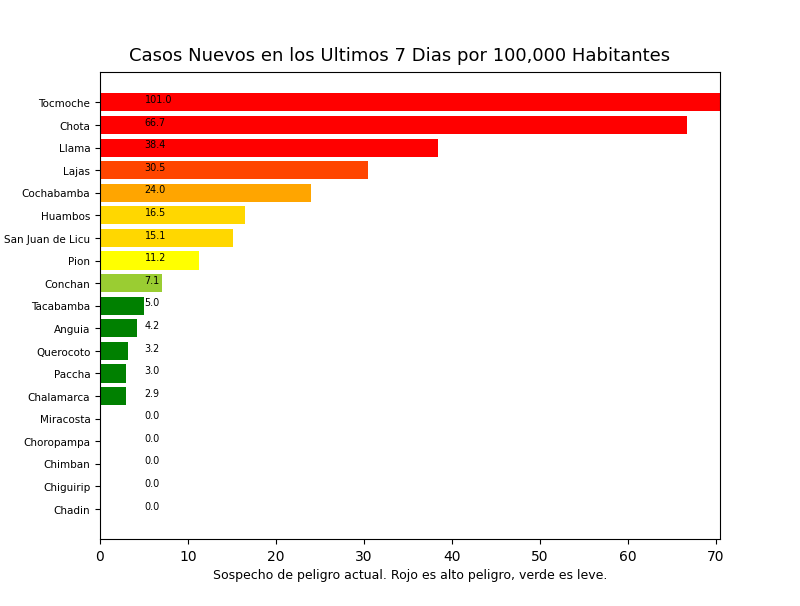 Casos Nuevos en los Ultimos 7 Dias por 100,000 Habitantes
Tocmoche 101.0
Chota 66.7
Llama 38.4
Lajas 30.5
Cochabamba 24.0
Huambos 16.5
San Juan de Licu 15.1
Pion 11.2
Conchan 7.1
Tacabamba 5.0
Anguia 4.2
Querocoto 3.2
Paccha 3.0
Chalamarca 2.9
Miracosta 0.0
Choropampa 0.0
Chimban 0.0
Chiguirip 0.0
Chadin 0.0
0 10 20 30 40 50 60 70
Sospecho de peligro actual. Rojo es alto peligro, verde es leve.